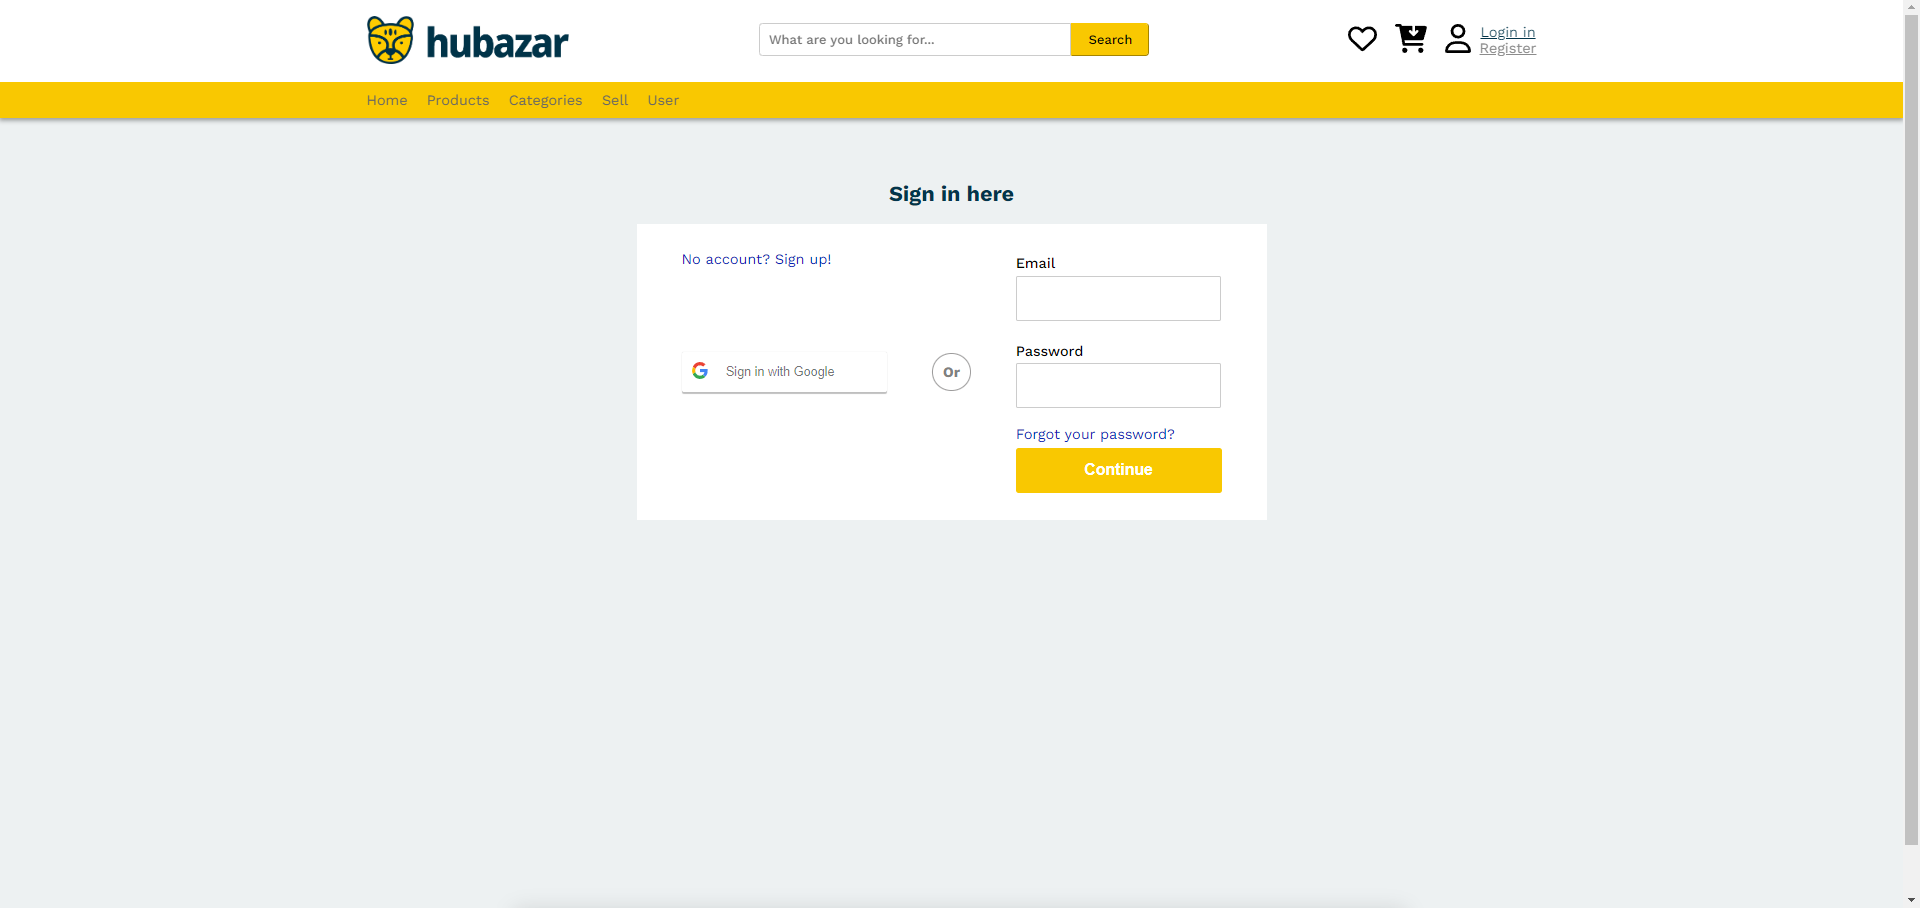 hubazar
What are you looking for...
Search
Login in
Register
Home
Products
Categories
Sell
User
Sign in here
No account? Sign up!
Sign in with Google
Or
Email
Password
Forgot your password?
Continue